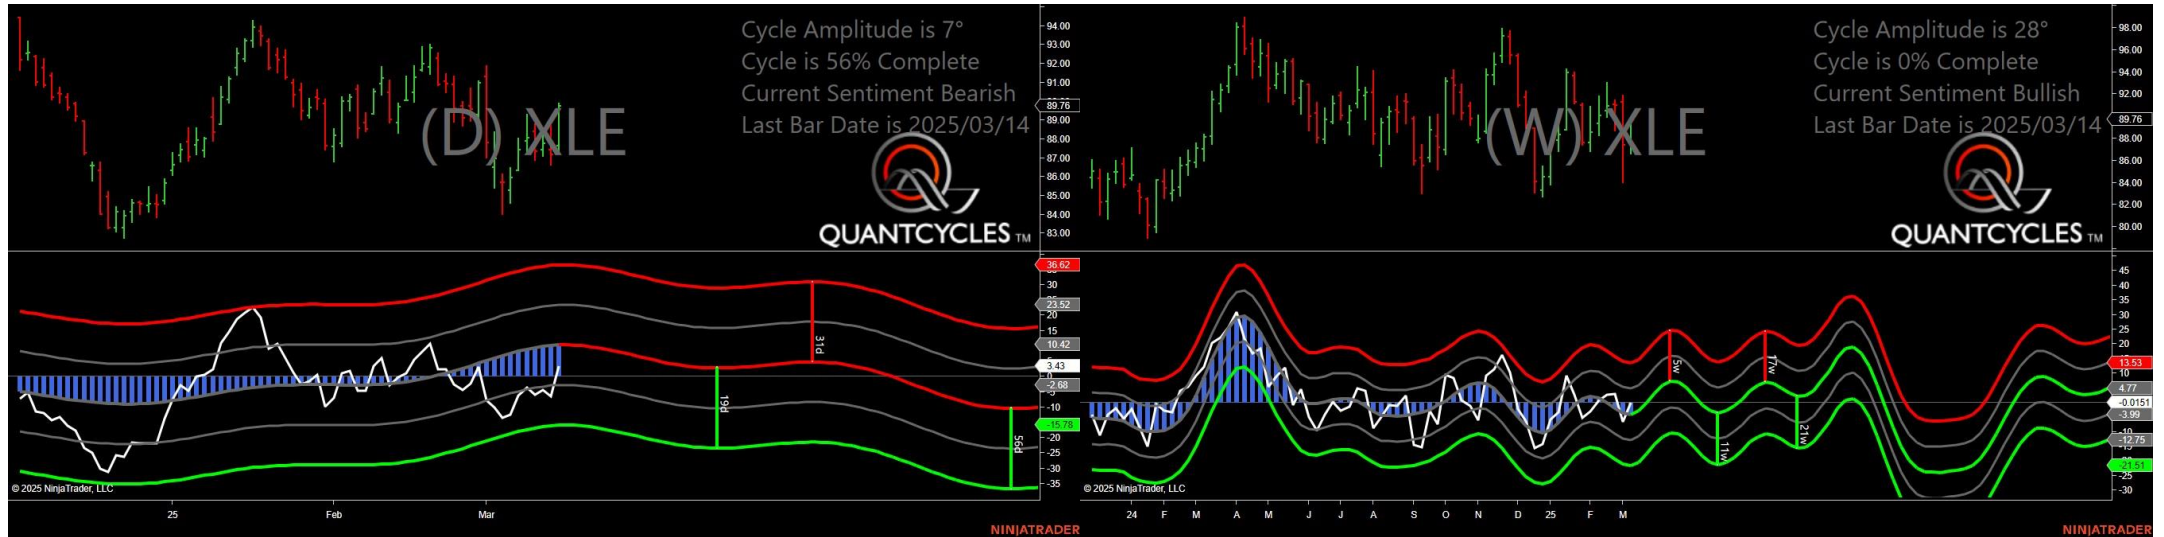 Cycle Amplitude is 7°
Cycle is 56% Complete
Current Sentiment Bearish
Last Bar Date is 2025/03/14
(D) XLE
QUANTCYCLES TM
94.00
93.00
92.00
91.00
89.76
89.00
88.00
87.00
86.00
85.00
84.00
83.00
36.62
30
23.52
20
15
10.42
3.43
-2.68
-10
-15.78
-20
-25
-30
-35
31d
19d
56d
© 2025 NinjaTrader, LLC
25 Feb Mar
NINJATRADER
Cycle Amplitude is 28°
Cycle is 0% Complete
Current Sentiment Bullish
Last Bar Date is 2025/03/14
(W) XLE
QUANTCYCLES TM
98.00
96.00
94.00
92.00
89.76
88.00
86.00
84.00
82.00
80.00
45
40
35
30
25
20
13.53
10
4.77
-0.0151
-3.99
-12.75
-21.51
-30
5w
17w
11w
21w
© 2025 NinjaTrader, LLC
24 F M A M J J A S O N D 25 F M
NINJATRADER